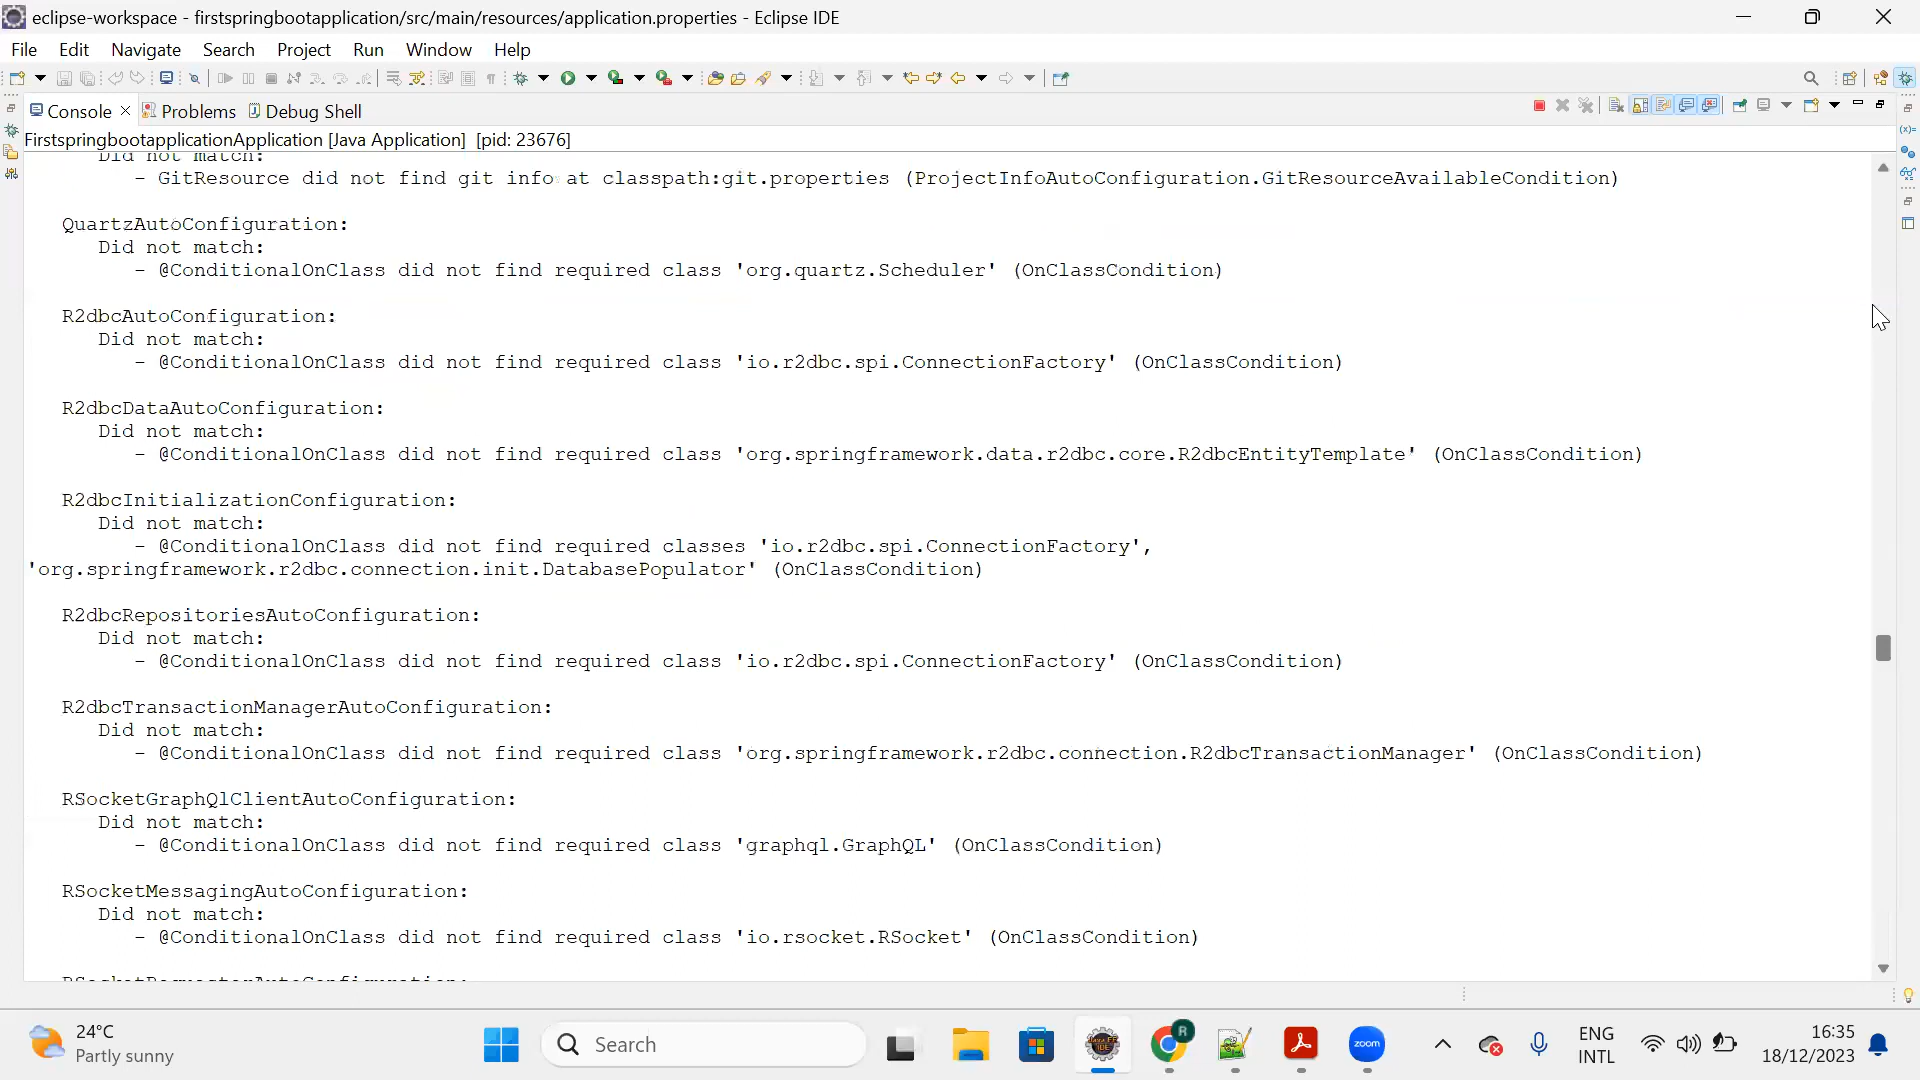 eclipse-workspace - firstspringbootapplication/src/main/resources/application.properties - Eclipse IDE
File Edit Navigate Search Project Run Window Help
Console Problems Debug Shell
FirstspringbootapplicationApplication [Java Application] [pid: 23676]
Did not match:
- GitResource did not find git info at classpath:git.properties (ProjectInfoAutoConfiguration.GitResourceAvailableCondition)
QuartzAutoConfiguration:
Did not match:
- @ConditionalOnClass did not find required class 'org.quartz.Scheduler' (OnClassCondition)
R2dbcAutoConfiguration:
Did not match:
- @ConditionalOnClass did not find required class 'io.r2dbc.spi.ConnectionFactory' (OnClassCondition)
R2dbcDataAutoConfiguration:
Did not match:
- @ConditionalOnClass did not find required class 'org.springframework.data.r2dbc.core.R2dbcEntityTemplate' (OnClassCondition)
R2dbcInitializationConfiguration:
Did not match:
- @ConditionalOnClass did not find required classes 'io.r2dbc.spi.ConnectionFactory',
'org.springframework.r2dbc.connection.init.DatabasePopulator' (OnClassCondition)
R2dbcRepositoriesAutoConfiguration:
Did not match:
- @ConditionalOnClass did not find required class 'io.r2dbc.spi.ConnectionFactory' (OnClassCondition)
R2dbcTransactionManagerAutoConfiguration:
Did not match:
- @ConditionalOnClass did not find required class 'org.springframework.r2dbc.connection.R2dbcTransactionManager' (OnClassCondition)
RSocketGraphQlClientAutoConfiguration:
Did not match:
- @ConditionalOnClass did not find required class 'graphql.GraphQL' (OnClassCondition)
RSocketMessagingAutoConfiguration:
Did not match:
- @ConditionalOnClass did not find required class 'io.rsocket.RSocket' (OnClassCondition)
RSocketRequesterAutoConfiguration:
24°C
Partly sunny
Search
R
zoom
ENG
INTL
16:35
18/12/2023